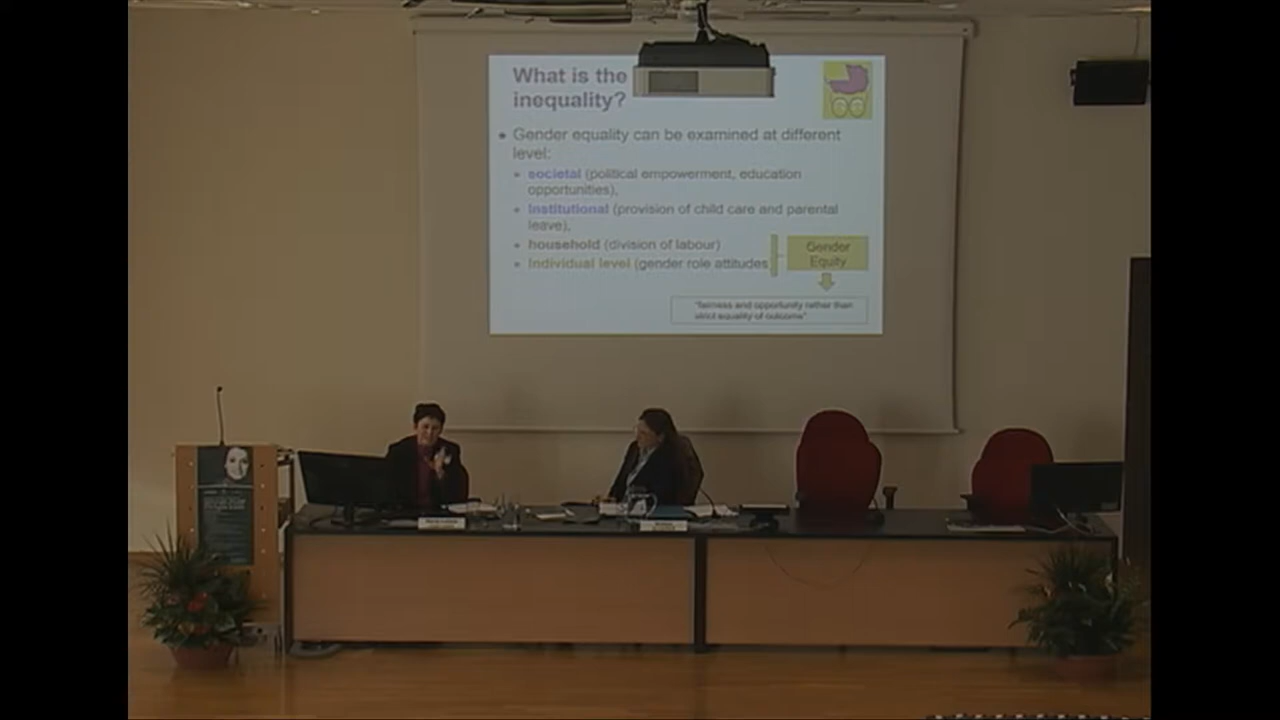 What is the
inequality?
Gender equality can be examined at different
level:
societal (political empowerment, education
opportunities),
Institutional (provision of child care and parental
leave),
household (division of labour)
Individual level (gender role attitudes
Gender
Equity
"fairness and opportunity rather than
strict equality of outcome"